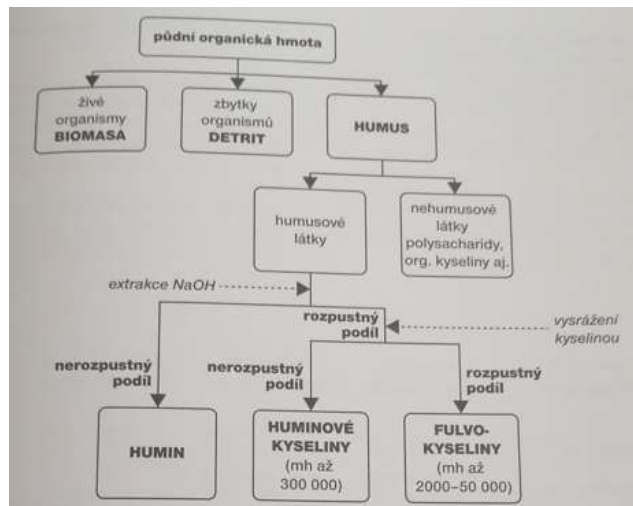 půdní organická hmota
živé
organismy
BIOMASA
zbytky
organismů
DETRIT
HUMUS
humusové
látky
nehumusové
látky
polysacharidy,
org. kyseliny aj.
extrakce NaOH
rozpustný
podíl
vysrážení
kyselinou
nerozpustný
podíl
nerozpustný
podíl
rozpustný
podíl
HUMIN
HUMINOVÉ
KYSELINY
(mh až
300 000)
FULVO-
KYSELINY
(mh až
2000–50 000)